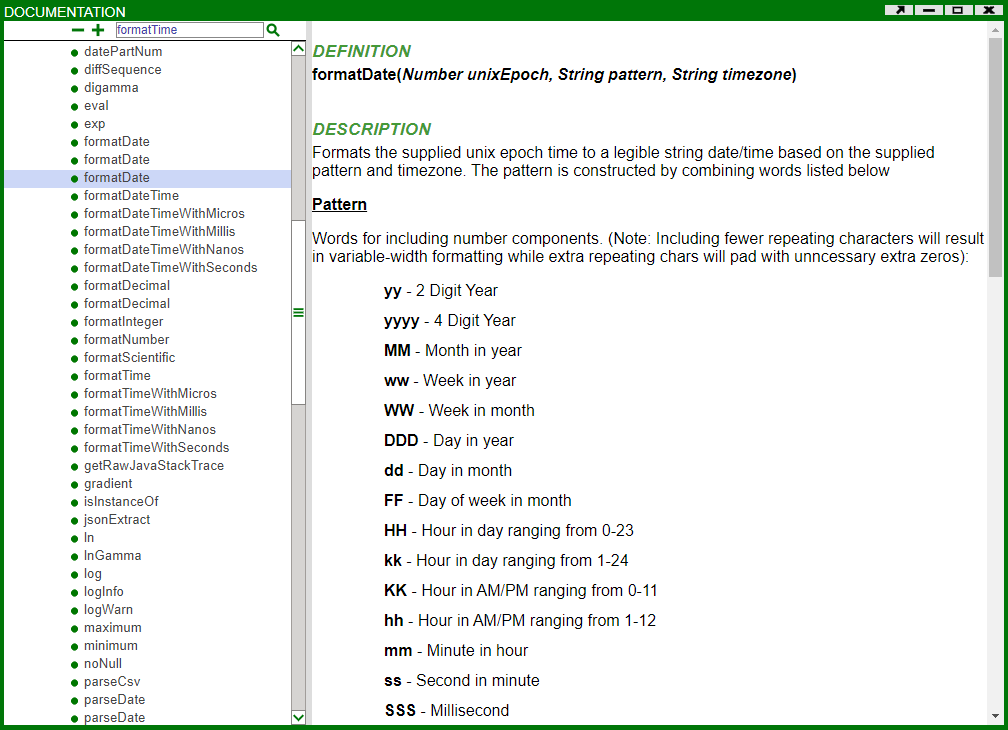 DOCUMENTATION
formatTime
datePartNum
diffSequence
digamma
eval
exp
formatDate
formatDate
formatDate
formatDateTime
formatDateTimeWithMicros
formatDateTimeWithMillis
formatDateTimeWithNanos
formatDateTimeWithSeconds
formatDecimal
formatDecimal
formatInteger
formatNumber
formatScientific
formatTime
formatTimeWithMicros
formatTimeWithMillis
formatTimeWithNanos
formatTimeWithSeconds
getRawJavaStackTrace
gradient
isInstanceOf
jsonExtract
ln
lnGamma
log
logInfo
logWarn
maximum
minimum
noNull
parseCsv
parseDate
parseDate
DEFINITION
formatDate(Number unixEpoch, String pattern, String timezone)
DESCRIPTION
Formats the supplied unix epoch time to a legible string date/time based on the supplied
pattern and timezone. The pattern is constructed by combining words listed below
Pattern
Words for including number components. (Note: Including fewer repeating characters will result
in variable-width formatting while extra repeating chars will pad with unncessary extra zeros):
yy - 2 Digit Year
yyyy - 4 Digit Year
MM - Month in year
ww - Week in year
WW - Week in month
DDD - Day in year
dd - Day in month
FF - Day of week in month
HH - Hour in day ranging from 0-23
kk - Hour in day ranging from 1-24
KK - Hour in AM/PM ranging from 0-11
hh - Hour in AM/PM ranging from 1-12
mm - Minute in hour
ss - Second in minute
SSS - Millisecond